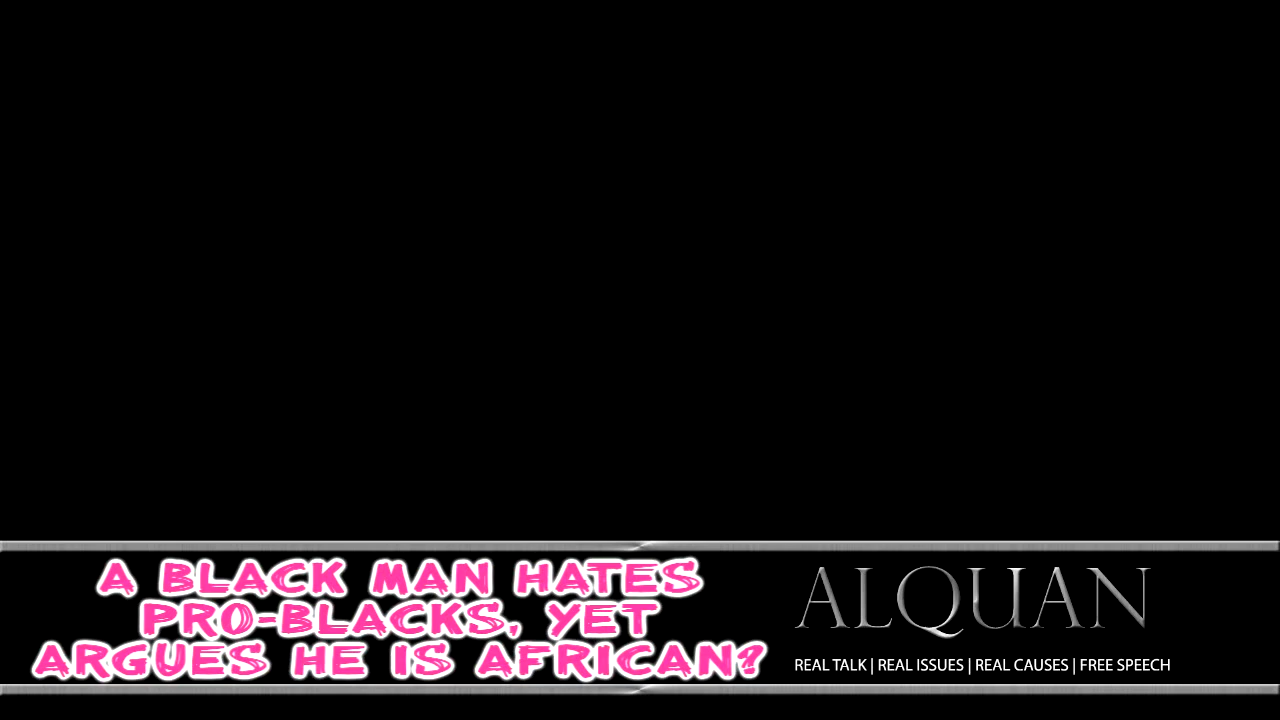 A BLACK MAN HATES
PRO-BLACKS, YET
ARGUES HE IS AFRICAN?
ALQUAN
REAL TALK | REAL ISSUES | REAL CAUSES | FREE SPEECH